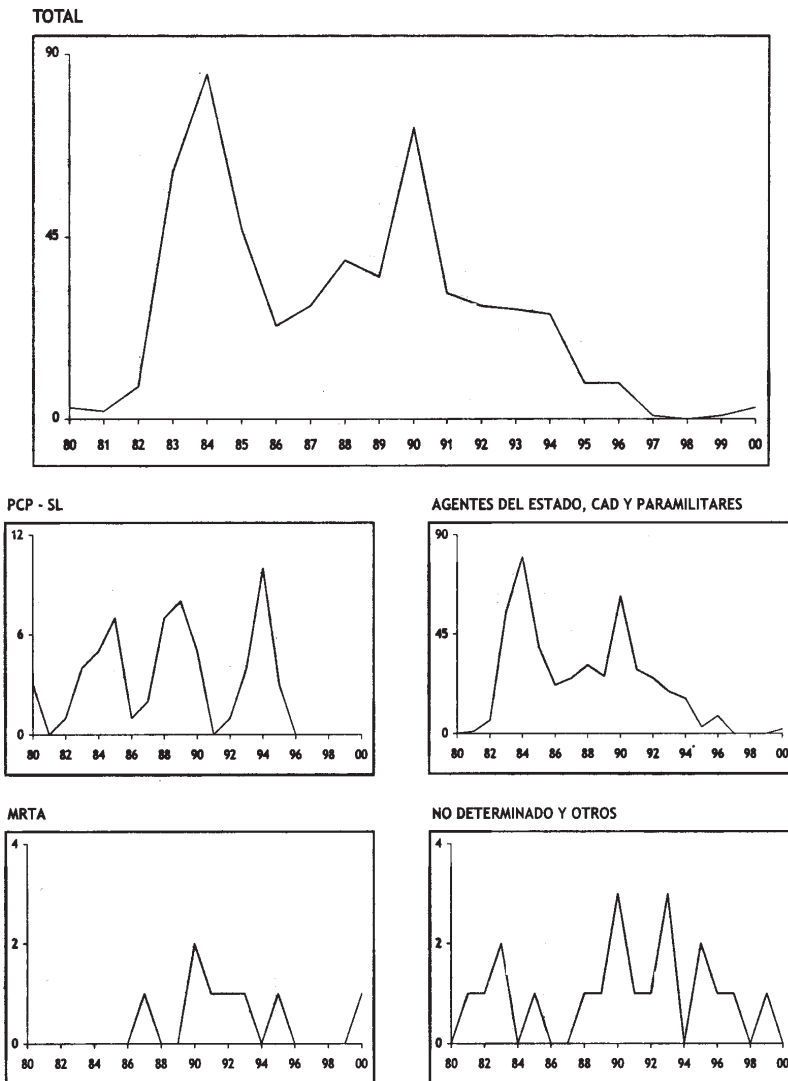 TOTAL
90
45
0
80 81 82 83 84 85 86 87 88 89 90 91 92 93 94 95 96 97 98 99 00
PCP - SL
12
6
0
80 82 84 86 88 90 92 94 96 98 00
AGENTES DEL ESTADO, CAD Y PARAMILITARES
90
45
0
80 82 84 86 88 90 92 94 96 98 00
MRTA
4
2
0
80 82 84 86 88 90 92 94 96 98 00
NO DETERMINADO Y OTROS
4
2
0
80 82 84 86 88 90 92 94 96 98 00